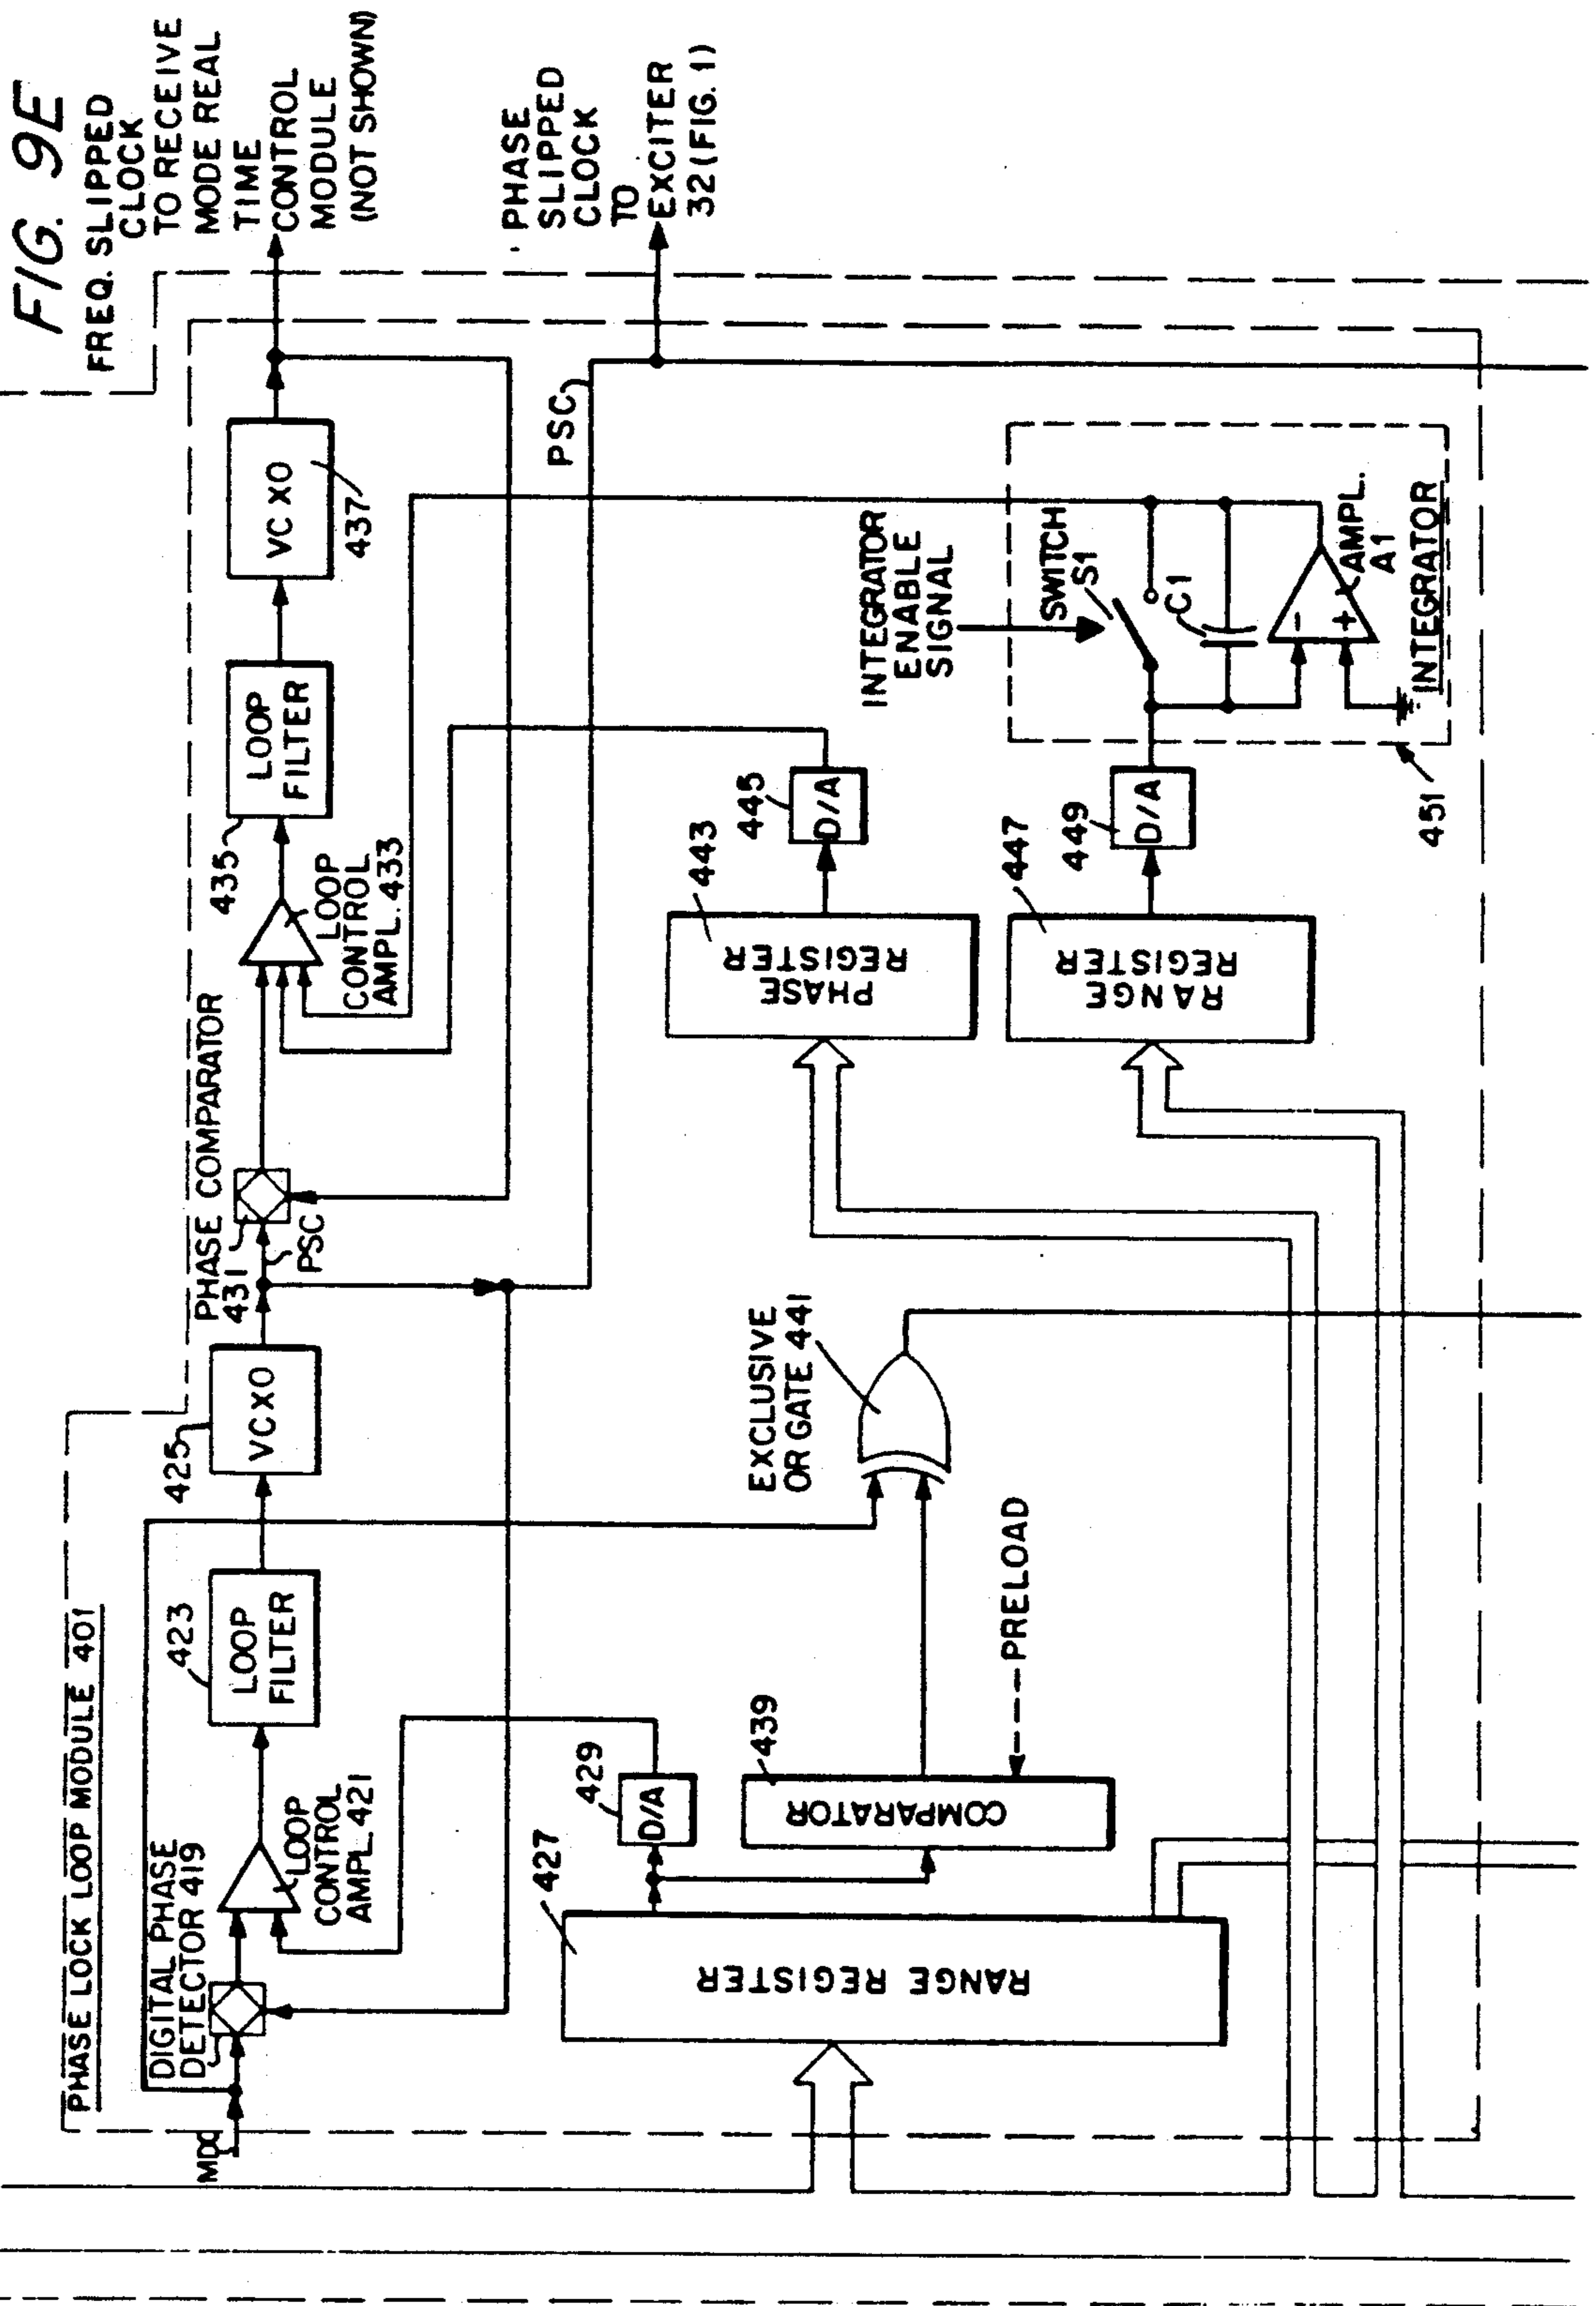 FIG. 9E
FREQ. SLIPPED
CLOCK
TO RECEIVE
MODE REAL
TIME
CONTROL
MODULE
(NOT SHOWN)
PHASE
SLIPPED
CLOCK
TO
EXCITER
32 (FIG. 1)
PHASE LOCK LOOP MODULE 401
MDC
DIGITAL PHASE
DETECTOR 419
LOOP
CONTROL
AMPL. 421
423
LOOP
FILTER
425
VCXO
PHASE COMPARATOR
431
PSC
LOOP
CONTROL
AMPL. 433
435
LOOP
FILTER
VCXO
437
PSC
427
RANGE REGISTER
429
D/A
439
COMPARATOR
PRELOAD
EXCLUSIVE
OR GATE 441
443
PHASE
REGISTER
445
D/A
447
RANGE
REGISTER
449
D/A
INTEGRATOR
ENABLE
SIGNAL
SWITCH
S1
C1
-
+
AMPL.
A1
INTEGRATOR
451